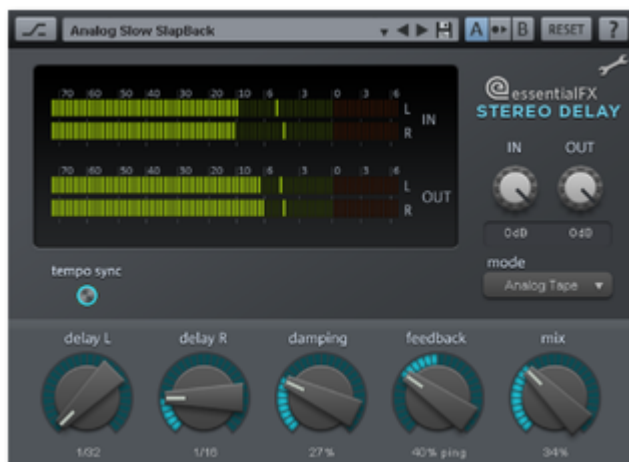 Analog Slow SlapBack A B RESET ?
essentialFX
STEREO DELAY
70 60 50 40 30 20 10 6 3 0 3 6
L
IN
R
70 60 50 40 30 20 10 6 3 0 3 6
L
OUT
R
IN OUT
0dB 0dB
tempo sync
mode
Analog Tape
delay L delay R damping feedback mix
1/32 1/16 27% 40% ping 34%